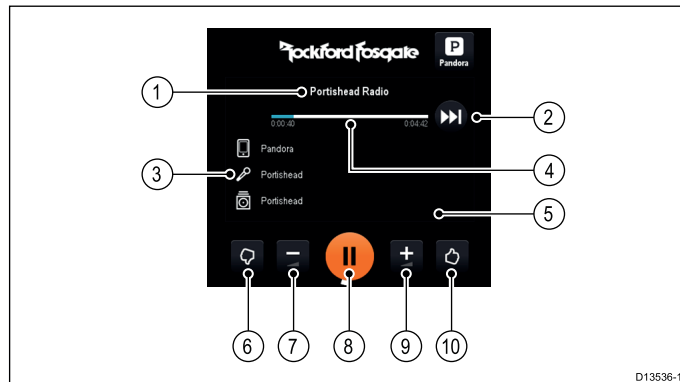 Rockford Fosgate
P
Pandora
1
Portishead Radio
2
0:00:40
0:04:42
4
Pandora
3
Portishead
Portishead
5
6
7
8
9
10
D13536-1